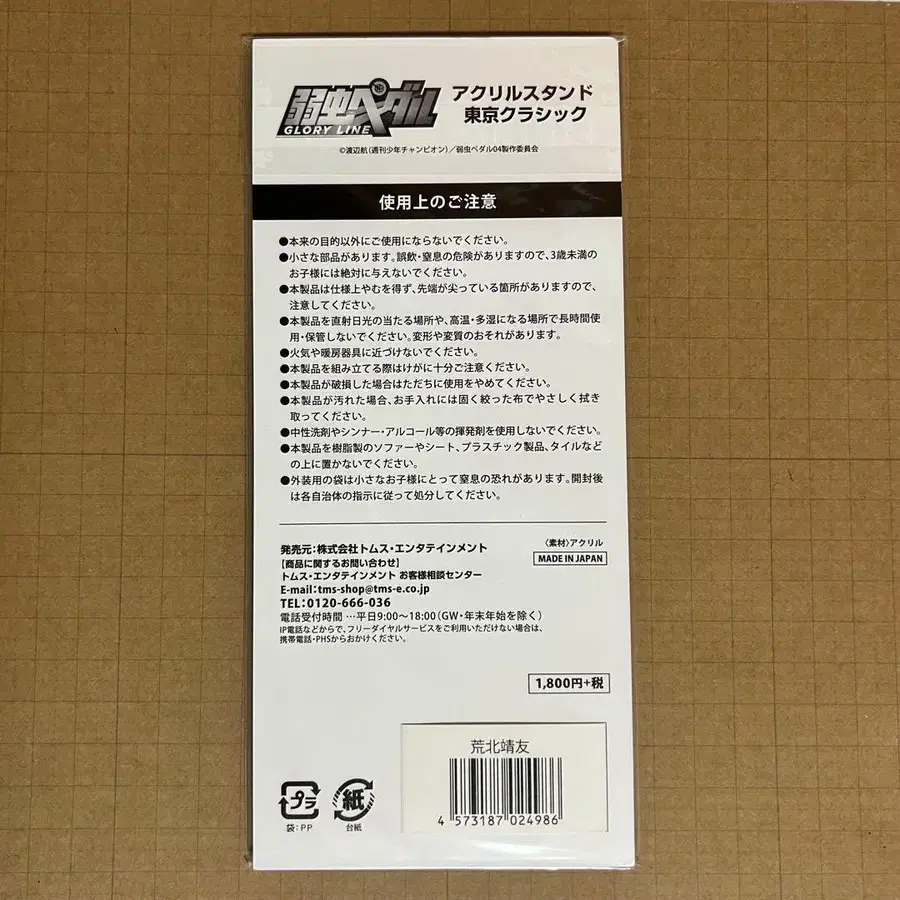 弱虫ペダル
GLORY LINE
アクリルスタンド
東京クラシック
©渡辺航(週刊少年チャンピオン)/弱虫ペダル04製作委員会
使用上のご注意
●本来の目的以外にご使用にならないでください。
●小さな部品があります。誤飲・窒息の危険がありますので、3歳未満の
お子様には絶対に与えないでください。
●本製品は仕様上やむを得ず、先端が尖っている箇所がありますので、
注意してください。
●本製品を直射日光の当たる場所や、高温・多湿になる場所で長時間使
用・保管しないでください。変形や変質のおそれがあります。
●火気や暖房器具に近づけないでください。
●本製品を組み立てる際はけがに十分ご注意ください。
●本製品が破損した場合はただちに使用をやめてください。
●本製品が汚れた場合、お手入れには固く絞った布でやさしく拭き
取ってください。
●中性洗剤やシンナー・アルコール等の揮発剤を使用しないでください。
●本製品を樹脂製のソファーやシート、プラスチック製品、タイルなど
の上に置かないでください。
●外装用の袋は小さなお子様にとって窒息の恐れがあります。開封後
は各自治体の指示に従って処分してください。
発売元:株式会社トムス・エンタテインメント
【商品に関するお問い合わせ】
トムス・エンタテインメント お客様相談センター
E-mail:tms-shop@tms-e.co.jp
TEL:0120-666-036
電話受付時間 …平日9:00〜18:00(GW・年末年始を除く)
IP電話などからで、フリーダイヤルサービスをご利用いただけない場合は、
携帯電話・PHSからおかけください。
〈素材〉アクリル
MADE IN JAPAN
1,800円+税
荒北靖友
4 573187 024986
プラ
袋:PP
紙
台紙